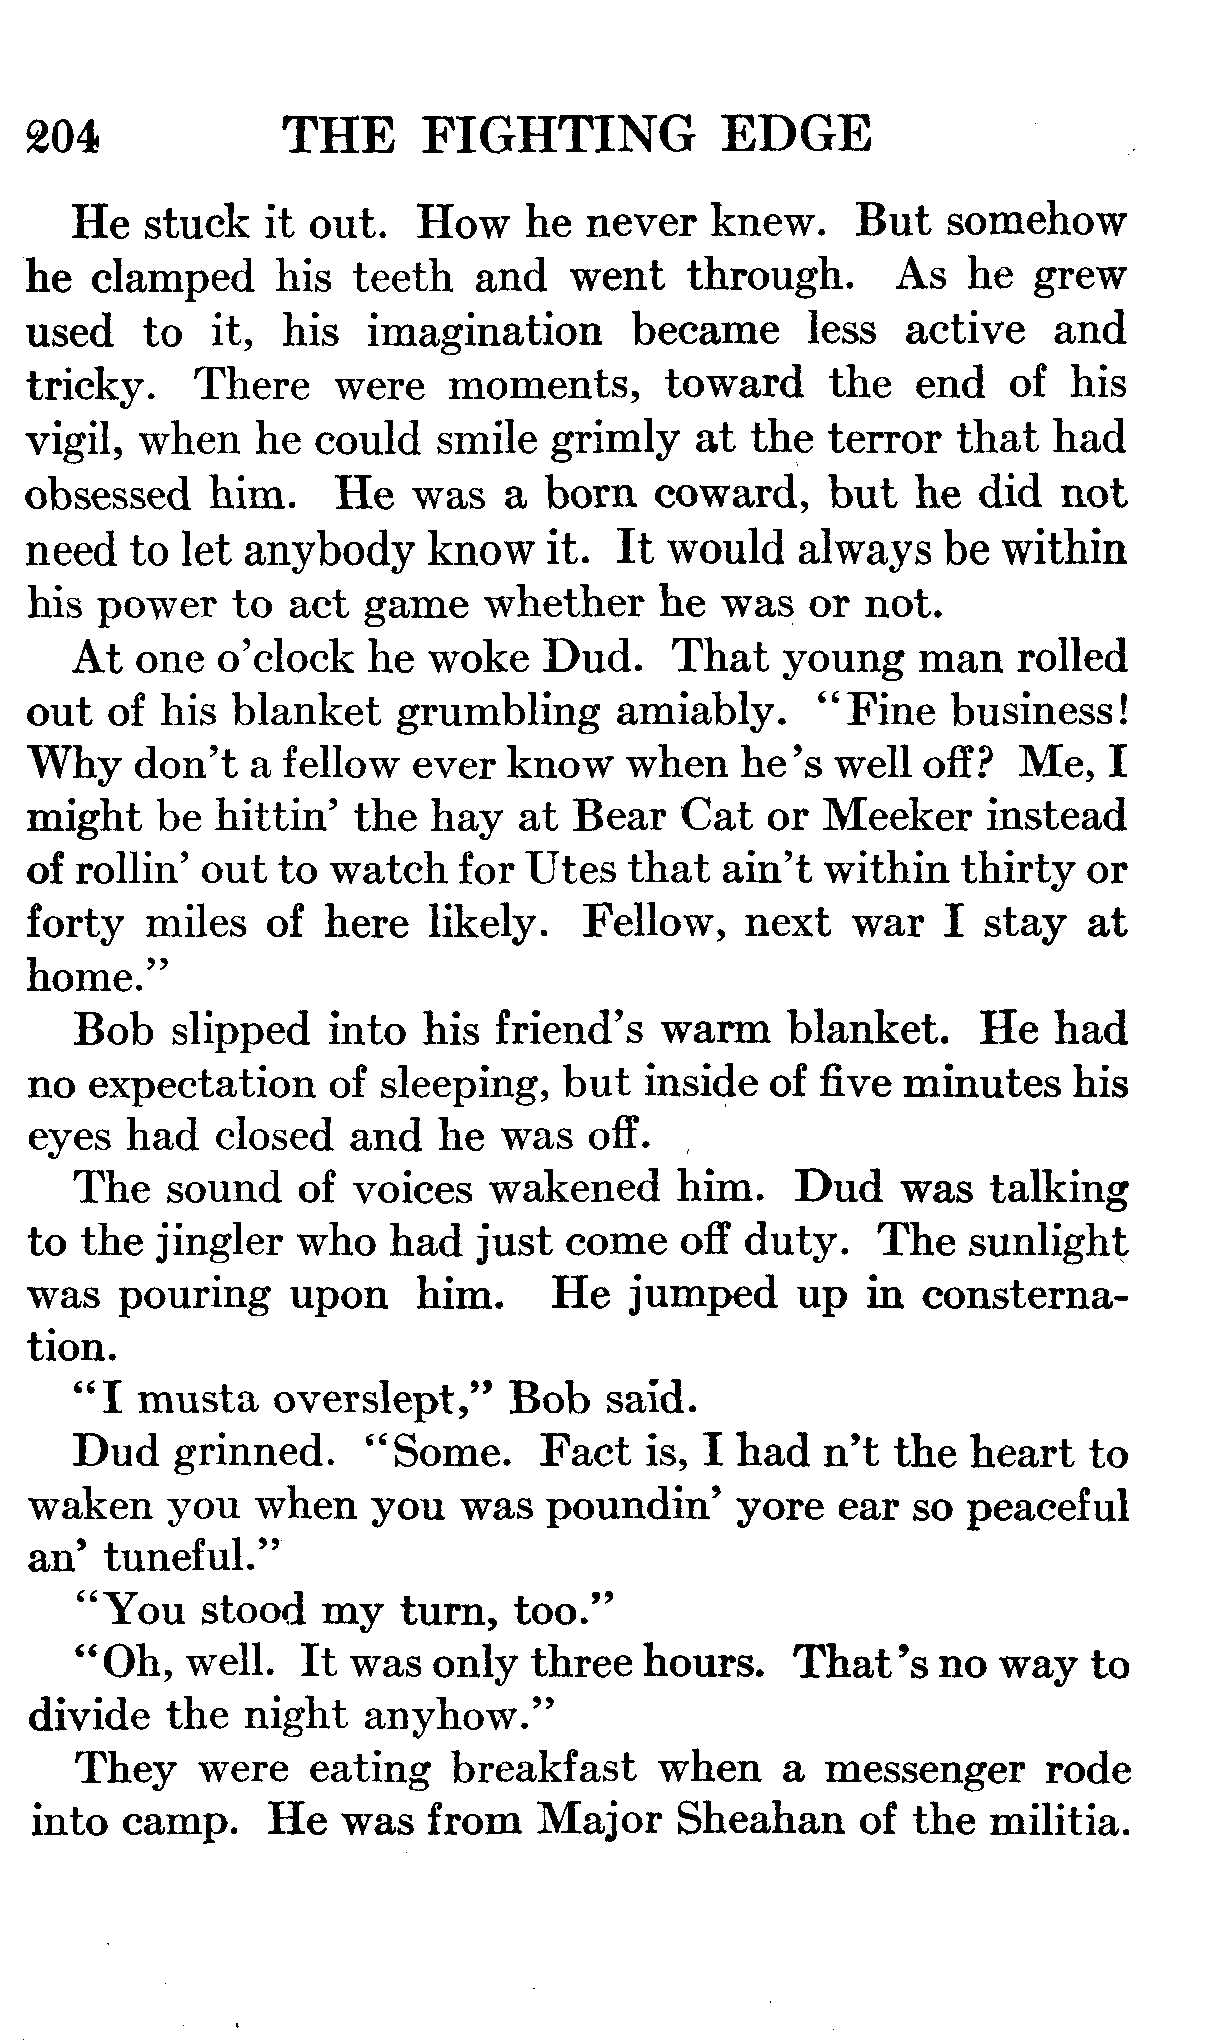 204 THE FIGHTING EDGE
He stuck it out. How he never knew. But somehow
he clamped his teeth and went through. As he grew
used to it, his imagination became less active and
tricky. There were moments, toward the end of his
vigil, when he could smile grimly at the terror that had
obsessed him. He was a born coward, but he did not
need to let anybody know it. It would always be within
his power to act game whether he was or not.
At one o'clock he woke Dud. That young man rolled
out of his blanket grumbling amiably. "Fine business!
Why don't a fellow ever know when he's well off? Me, I
might be hittin' the hay at Bear Cat or Meeker instead
of rollin' out to watch for Utes that ain't within thirty or
forty miles of here likely. Fellow, next war I stay at
home."
Bob slipped into his friend's warm blanket. He had
no expectation of sleeping, but inside of five minutes his
eyes had closed and he was off.
The sound of voices wakened him. Dud was talking
to the jingler who had just come off duty. The sunlight
was pouring upon him. He jumped up in consterna-
tion.
"I musta overslept," Bob said.
Dud grinned. "Some. Fact is, I had n't the heart to
waken you when you was poundin' yore ear so peaceful
an' tuneful."
"You stood my turn, too."
"Oh, well. It was only three hours. That's no way to
divide the night anyhow."
They were eating breakfast when a messenger rode
into camp. He was from Major Sheahan of the militia.